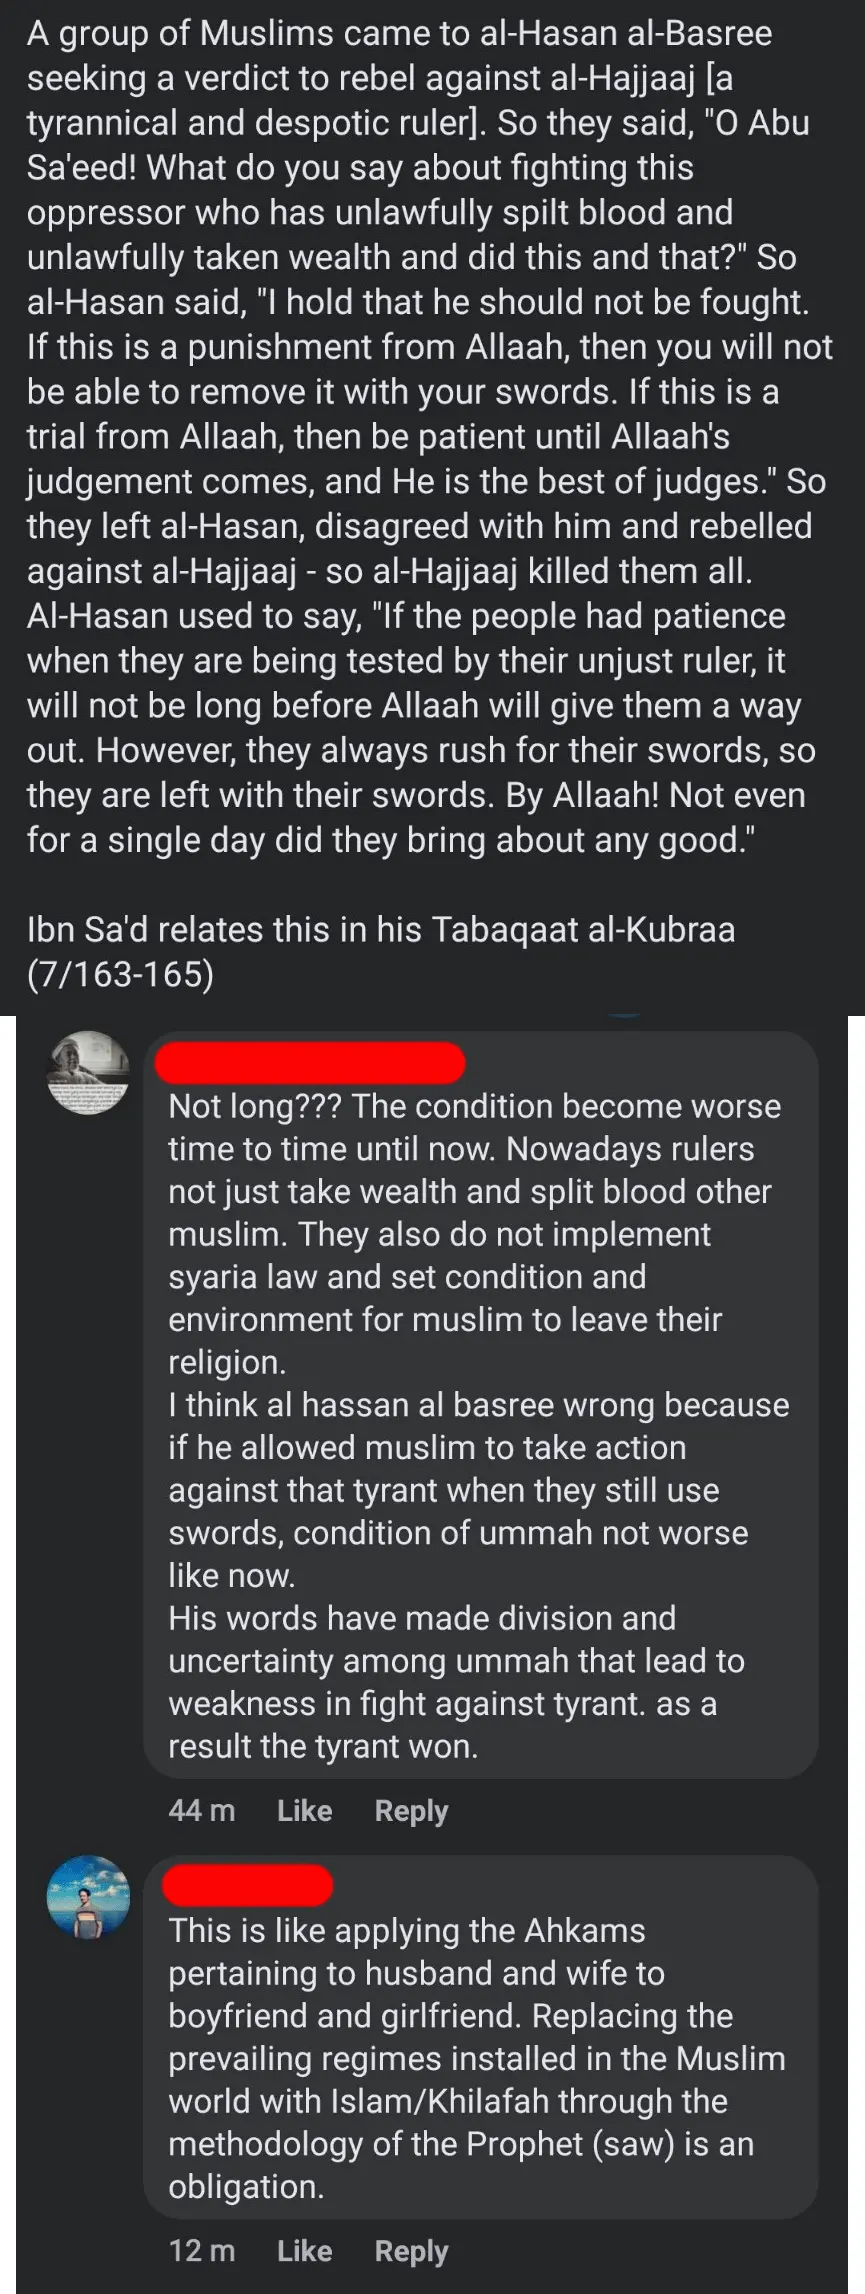 A group of Muslims came to al-Hasan al-Basree
seeking a verdict to rebel against al-Hajjaaj [a
tyrannical and despotic ruler]. So they said, "O Abu
Sa'eed! What do you say about fighting this
oppressor who has unlawfully spilt blood and
unlawfully taken wealth and did this and that?" So
al-Hasan said, "I hold that he should not be fought.
If this is a punishment from Allaah, then you will not
be able to remove it with your swords. If this is a
trial from Allaah, then be patient until Allaah's
judgement comes, and He is the best of judges." So
they left al-Hasan, disagreed with him and rebelled
against al-Hajjaaj - so al-Hajjaaj killed them all.
Al-Hasan used to say, "If the people had patience
when they are being tested by their unjust ruler, it
will not be long before Allaah will give them a way
out. However, they always rush for their swords, so
they are left with their swords. By Allaah! Not even
for a single day did they bring about any good."
Ibn Sa'd relates this in his Tabaqaat al-Kubraa
(7/163-165)
Not long??? The condition become worse
time to time until now. Nowadays rulers
not just take wealth and split blood other
muslim. They also do not implement
syaria law and set condition and
environment for muslim to leave their
religion.
I think al hassan al basree wrong because
if he allowed muslim to take action
against that tyrant when they still use
swords, condition of ummah not worse
like now.
His words have made division and
uncertainty among ummah that lead to
weakness in fight against tyrant. as a
result the tyrant won.
44 m Like Reply
This is like applying the Ahkams
pertaining to husband and wife to
boyfriend and girlfriend. Replacing the
prevailing regimes installed in the Muslim
world with Islam/Khilafah through the
methodology of the Prophet (saw) is an
obligation.
12 m Like Reply